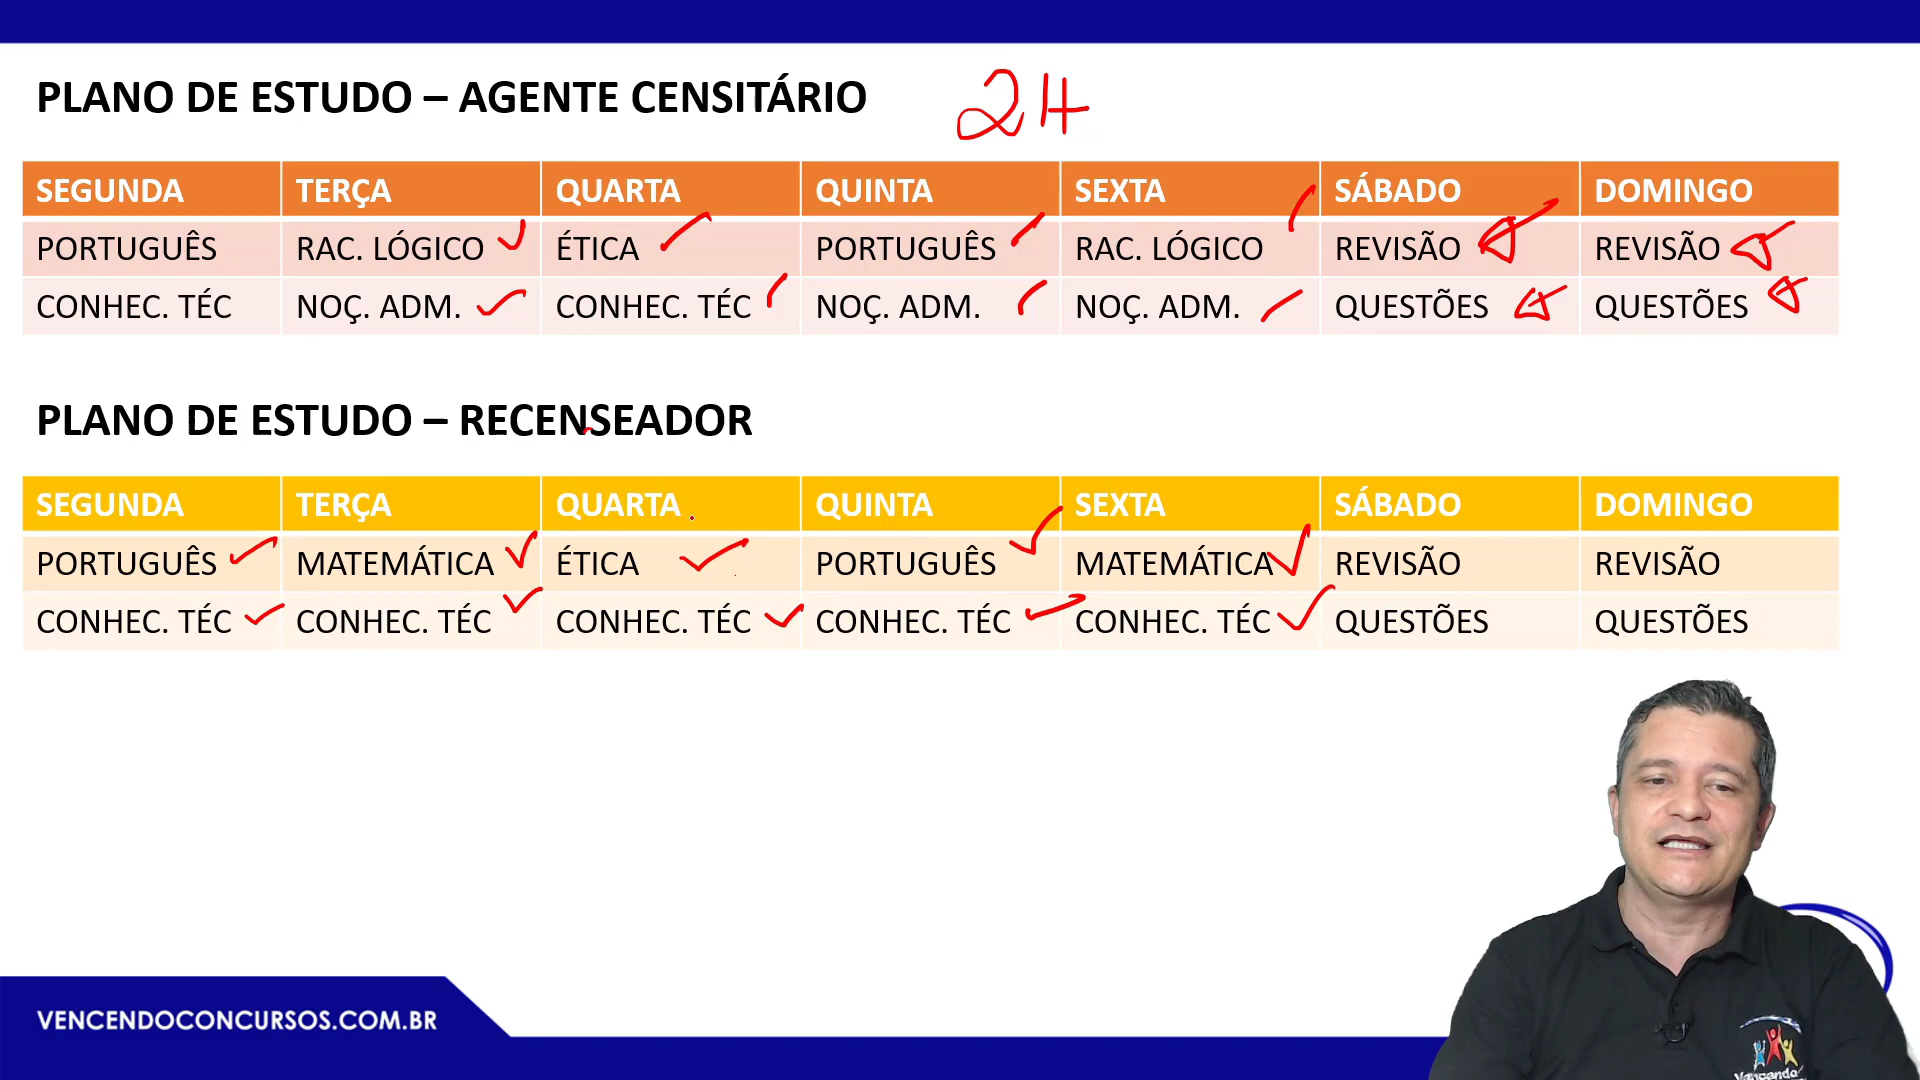 PLANO DE ESTUDO – AGENTE CENSITÁRIO 2H
SEGUNDA TERÇA QUARTA QUINTA SEXTA SÁBADO DOMINGO
PORTUGUÊS RAC. LÓGICO ÉTICA PORTUGUÊS RAC. LÓGICO REVISÃO REVISÃO
CONHEC. TÉC NOÇ. ADM. CONHEC. TÉC NOÇ. ADM. NOÇ. ADM. QUESTÕES QUESTÕES
PLANO DE ESTUDO – RECENSEADOR
SEGUNDA TERÇA QUARTA QUINTA SEXTA SÁBADO DOMINGO
PORTUGUÊS MATEMÁTICA ÉTICA PORTUGUÊS MATEMÁTICA REVISÃO REVISÃO
CONHEC. TÉC CONHEC. TÉC CONHEC. TÉC CONHEC. TÉC CONHEC. TÉC QUESTÕES QUESTÕES
VENCENDOCONCURSOS.COM.BR
Vencendo